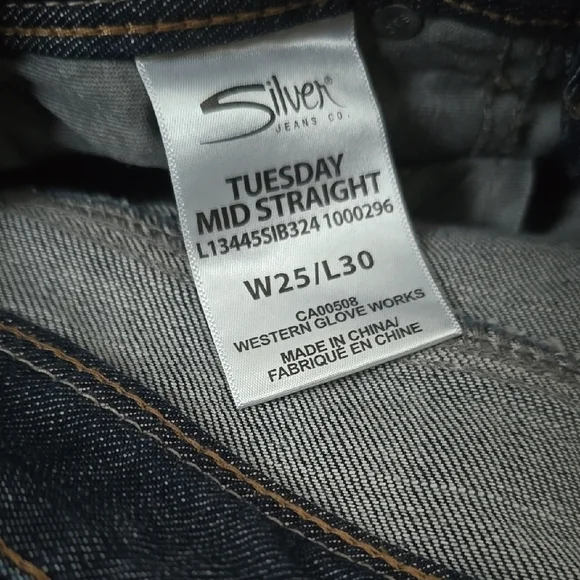 Silver®
JEANS CO.
TUESDAY
MID STRAIGHT
L13445SIB324 1000296
W25/L30
CA00508
WESTERN GLOVE WORKS
MADE IN CHINA/
FABRIQUÉ EN CHINE